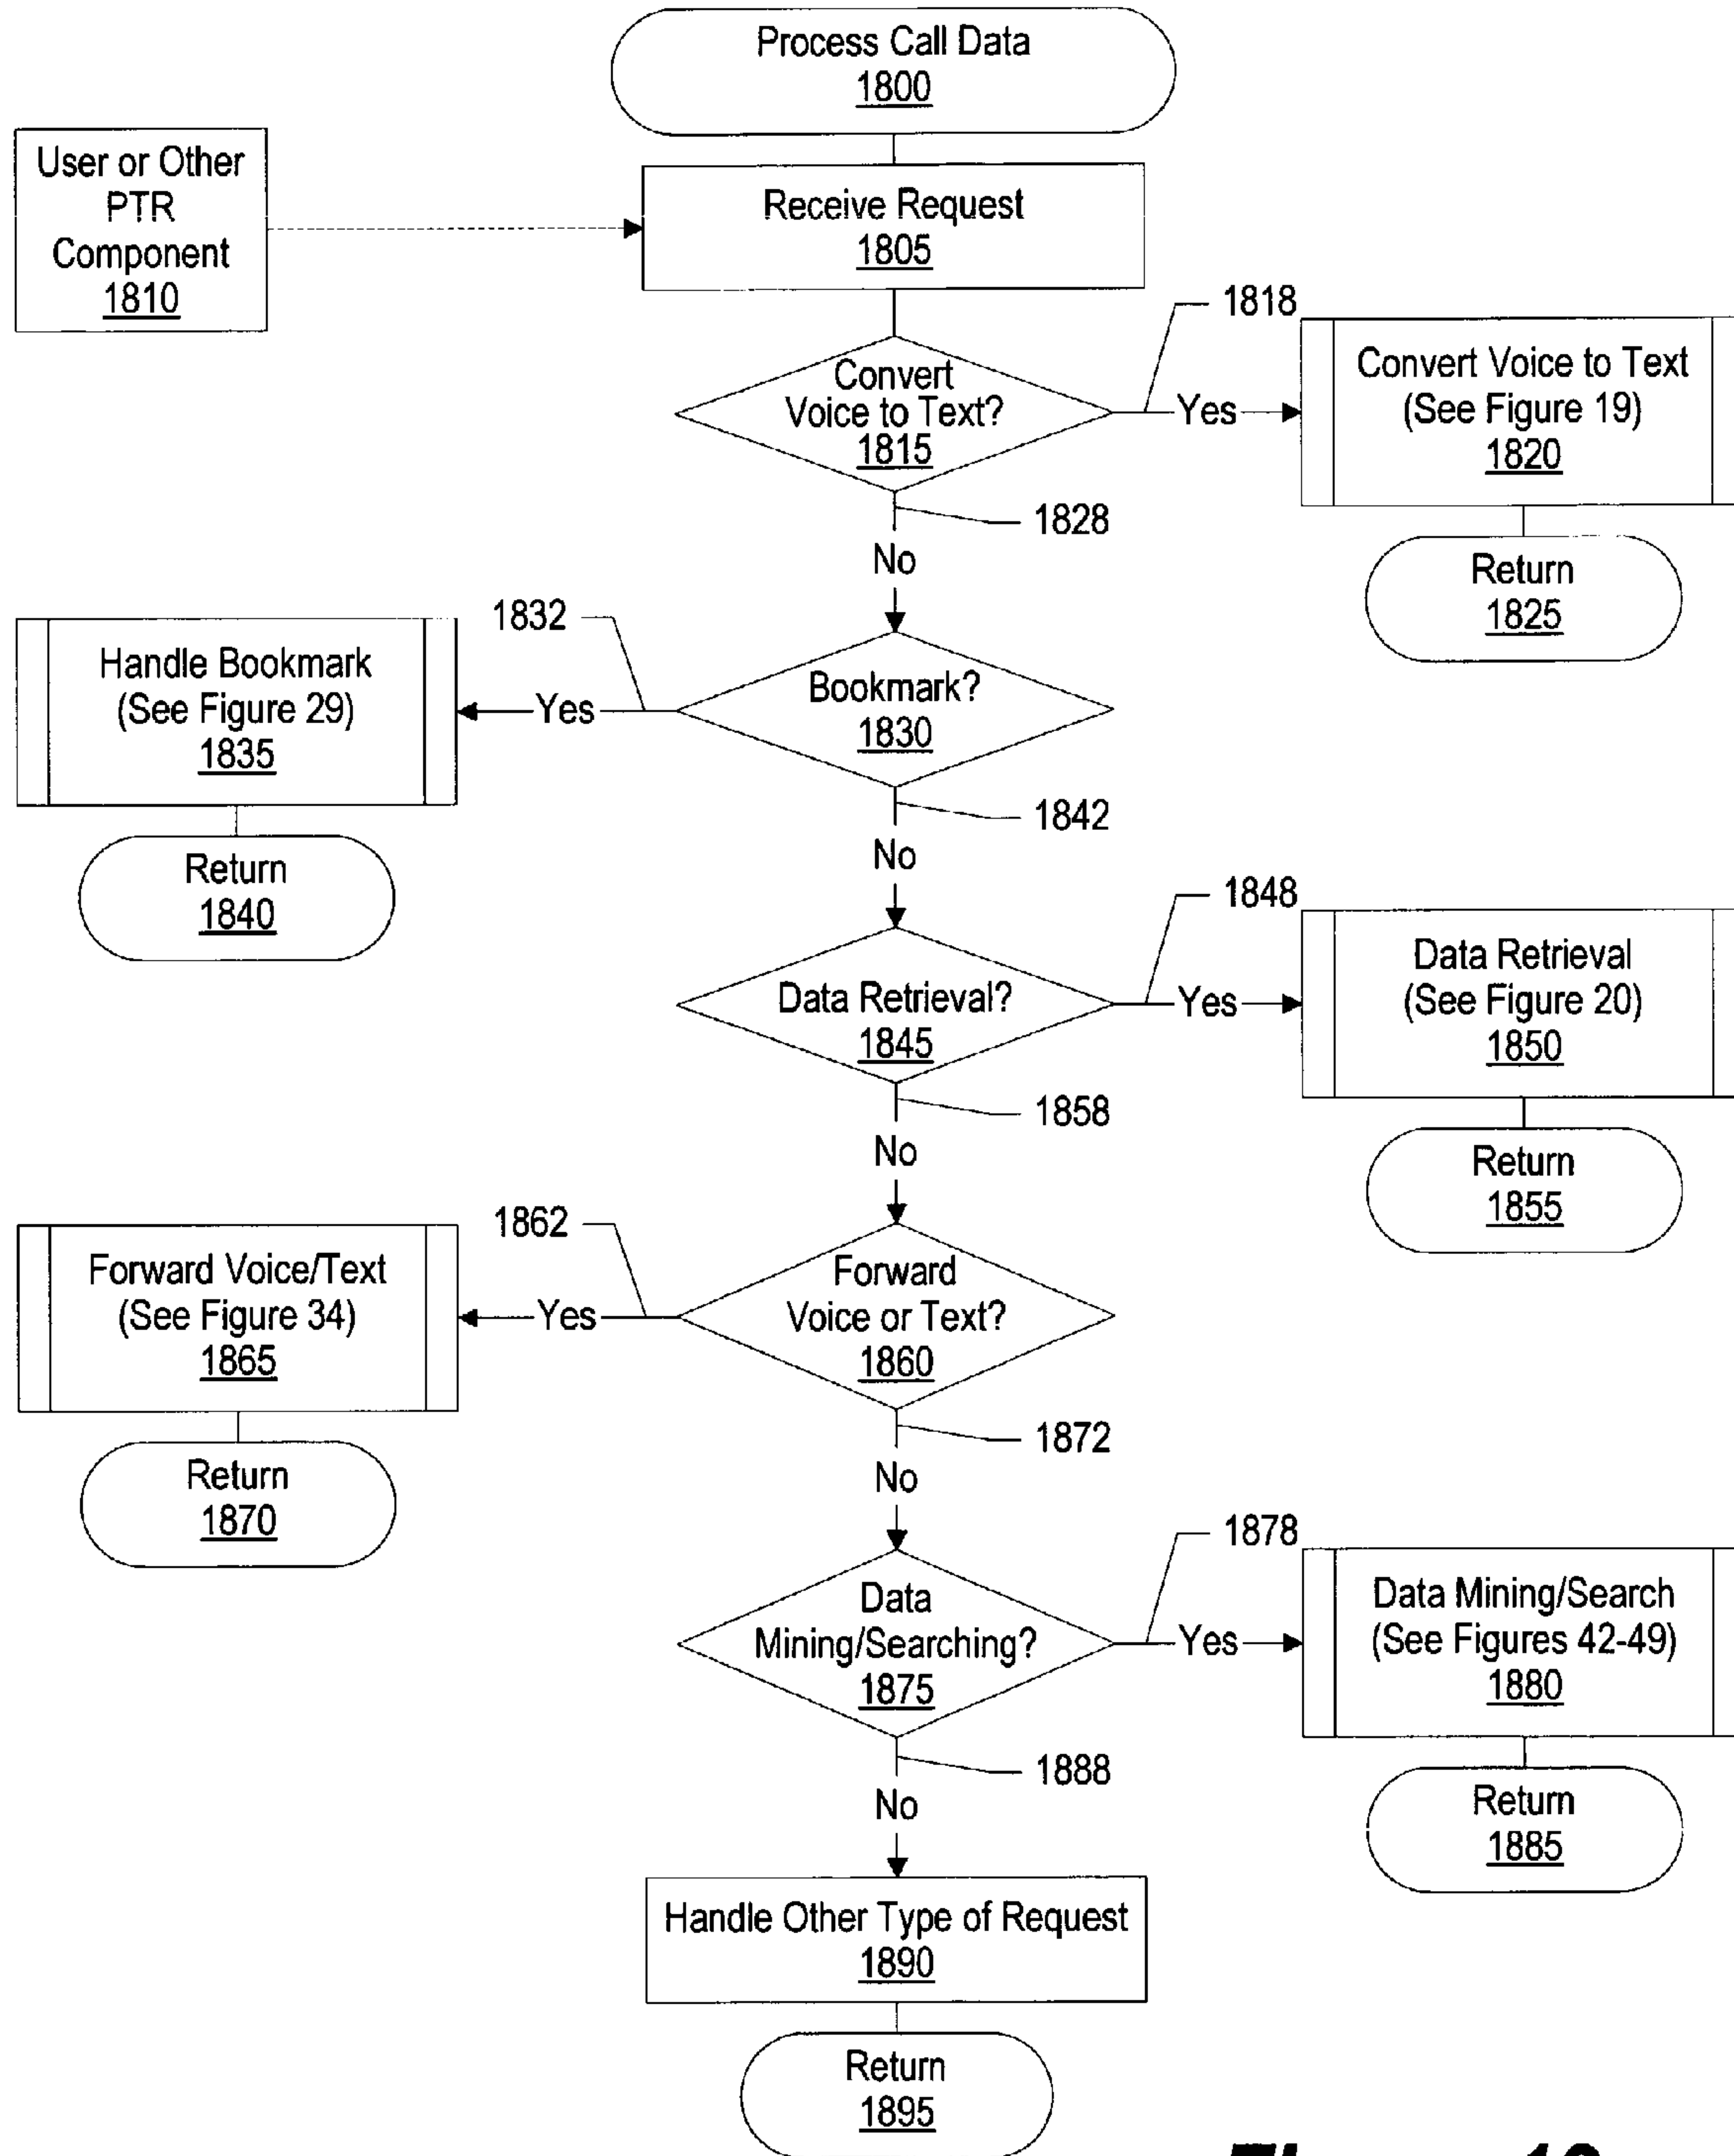 Process Call Data
1800
User or Other
PTR
Component
1810
Receive Request
1805
1818
Convert
Voice to Text?
1815
Yes
Convert Voice to Text
(See Figure 19)
1820
1828
No
Return
1825
1832
Handle Bookmark
(See Figure 29)
1835
Yes
Bookmark?
1830
1842
No
Return
1840
1848
Data Retrieval?
1845
Yes
Data Retrieval
(See Figure 20)
1850
1858
No
Return
1855
1862
Forward Voice/Text
(See Figure 34)
1865
Yes
Forward
Voice or Text?
1860
1872
No
Return
1870
1878
Data
Mining/Searching?
1875
Yes
Data Mining/Search
(See Figures 42-49)
1880
1888
No
Return
1885
Handle Other Type of Request
1890
Return
1895